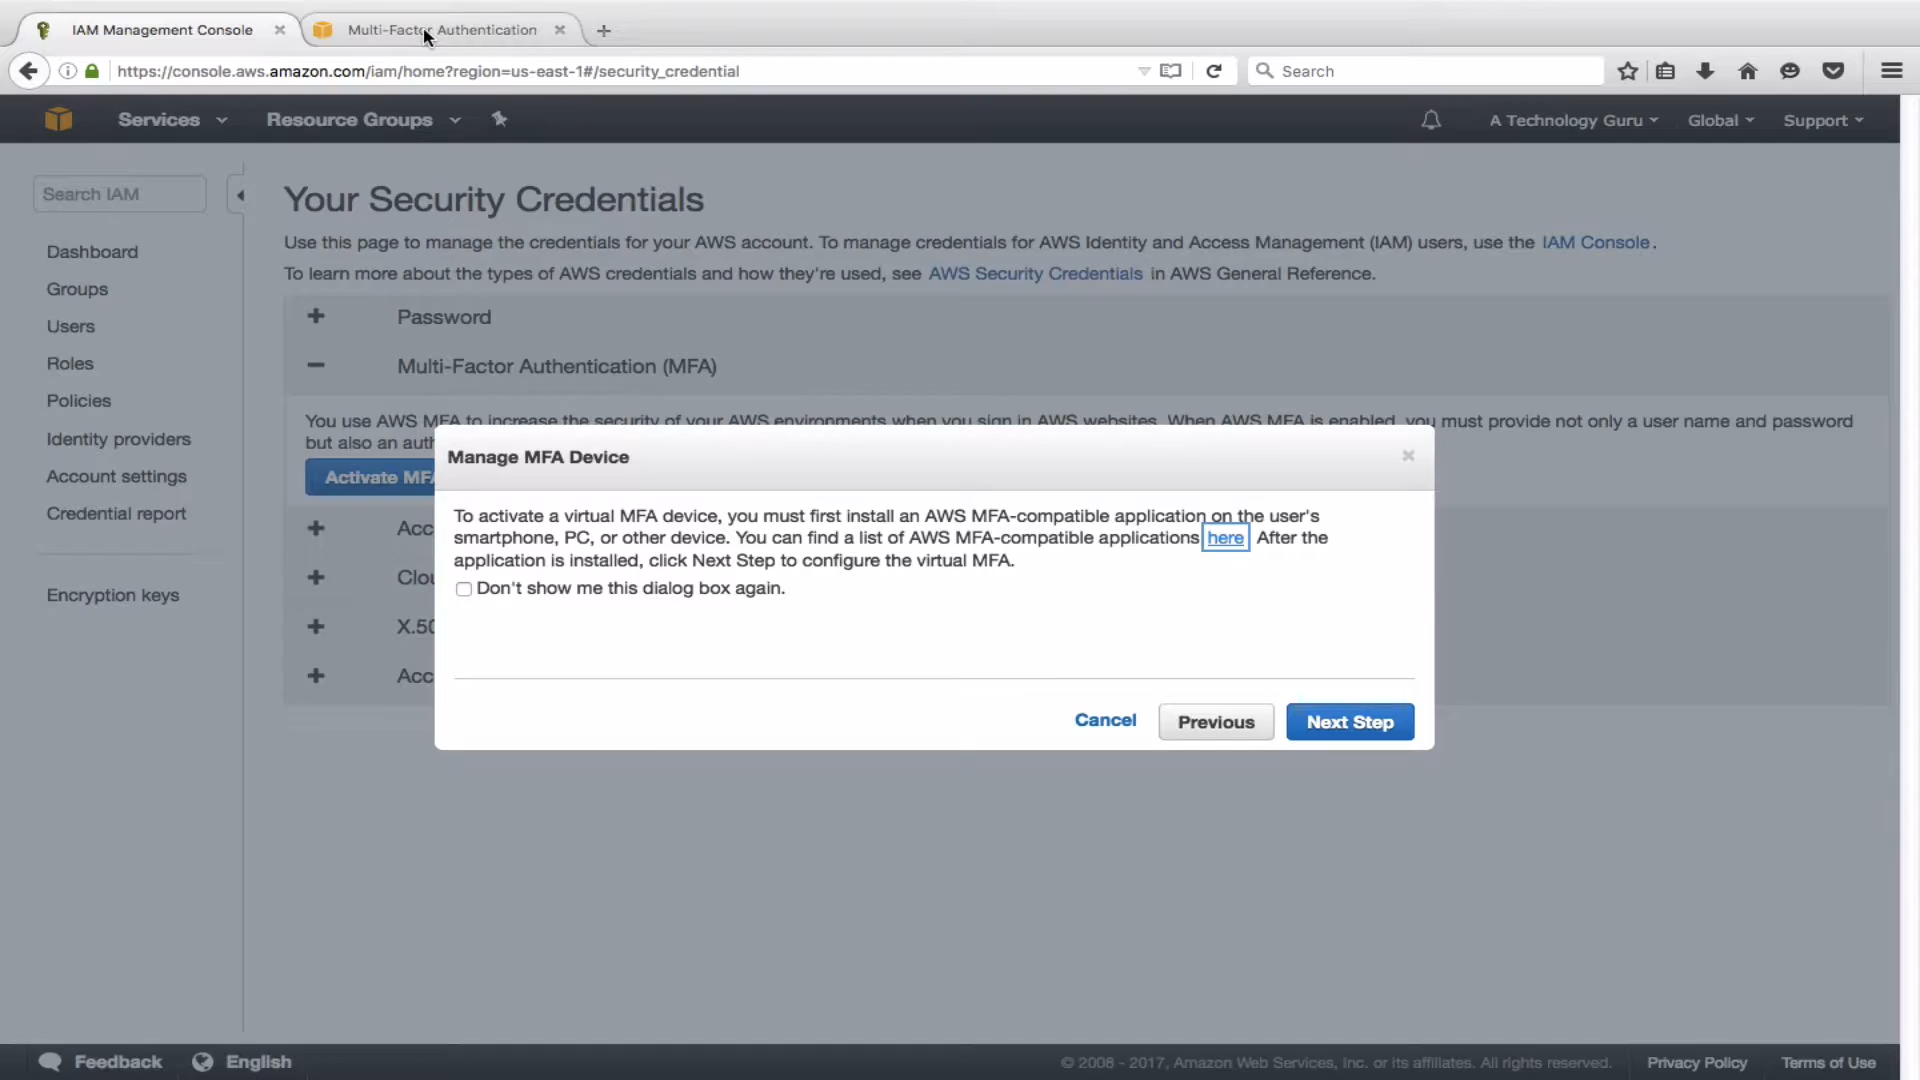 IAM Management Console
Multi-Factor Authentication
https://console.aws.amazon.com/iam/home?region=us-east-1#/security_credential
Search
Services
Resource Groups
A Technology Guru
Global
Support
Search IAM
Dashboard
Groups
Users
Roles
Policies
Identity providers
Account settings
Credential report
Encryption keys
Your Security Credentials
Use this page to manage the credentials for your AWS account. To manage credentials for AWS Identity and Access Management (IAM) users, use the IAM Console.
To learn more about the types of AWS credentials and how they're used, see AWS Security Credentials in AWS General Reference.
Password
Multi-Factor Authentication (MFA)
You use AWS MFA to increase the security of your AWS environments when you sign in AWS websites. When AWS MFA is enabled, you must provide not only a user name and password
but also an auth
Activate MFA
Acc
Clou
X.50
Acc
Manage MFA Device
To activate a virtual MFA device, you must first install an AWS MFA-compatible application on the user's
smartphone, PC, or other device. You can find a list of AWS MFA-compatible applications here After the
application is installed, click Next Step to configure the virtual MFA.
Don't show me this dialog box again.
Cancel
Previous
Next Step
Feedback
English
© 2008 - 2017, Amazon Web Services, Inc. or its affiliates. All rights reserved.
Privacy Policy
Terms of Use